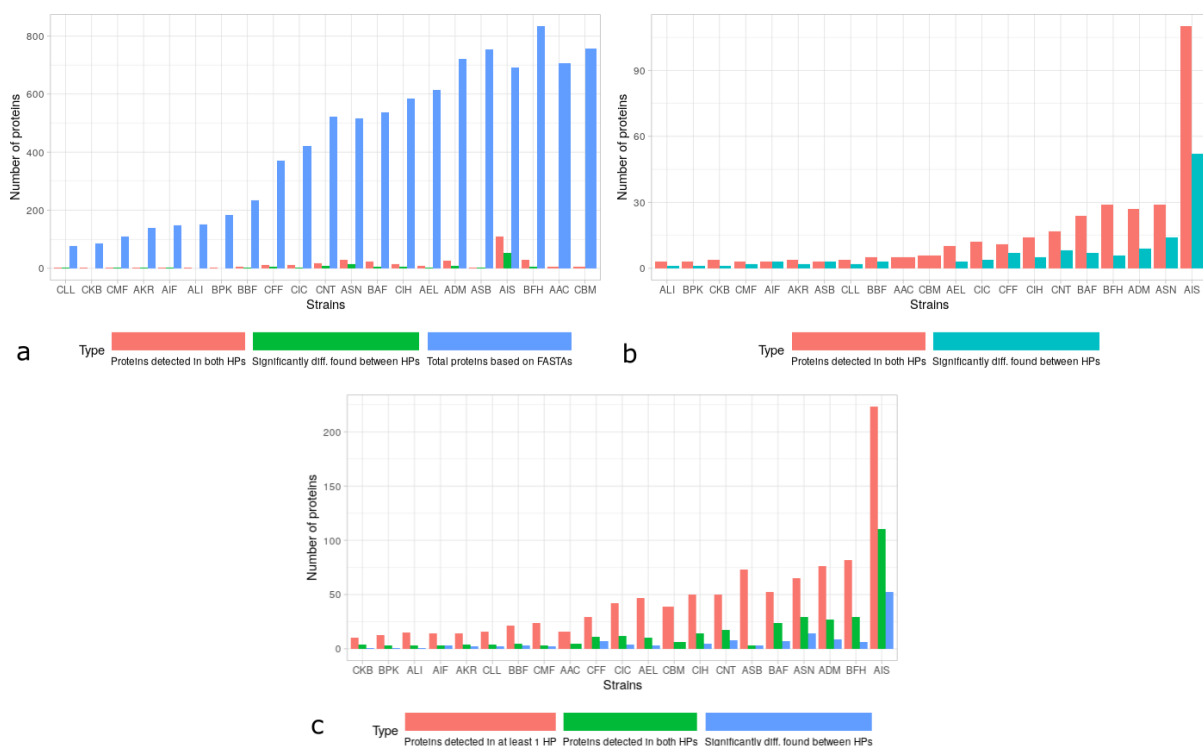 Number of proteins
800
600
400
200
0
CLL CKB CMF AKR AIF ALI BPK BBF CFF CIC CNT ASN BAF CIH AEL ADM ASB AIS BFH AAC CBM
Strains
a
Type
Proteins detected in both HPs Significantly diff. found between HPs Total proteins based on FASTAs
Number of proteins
90
60
30
0
ALI BPK CKB CMF AIF AKR ASB CLL BBF AAC CBM AEL CIC CFF CIH CNT BAF BFH ADM ASN AIS
Strains
b
Type
Proteins detected in both HPs Significantly diff. found between HPs
Number of proteins
200
150
100
50
0
CKB BPK ALI AIF AKR CLL BBF CMF AAC CFF CIC AEL CBM CIH CNT ASB BAF ASN ADM BFH AIS
Strains
c
Type
Proteins detected in at least 1 HP Proteins detected in both HPs Significantly diff. found between HPs